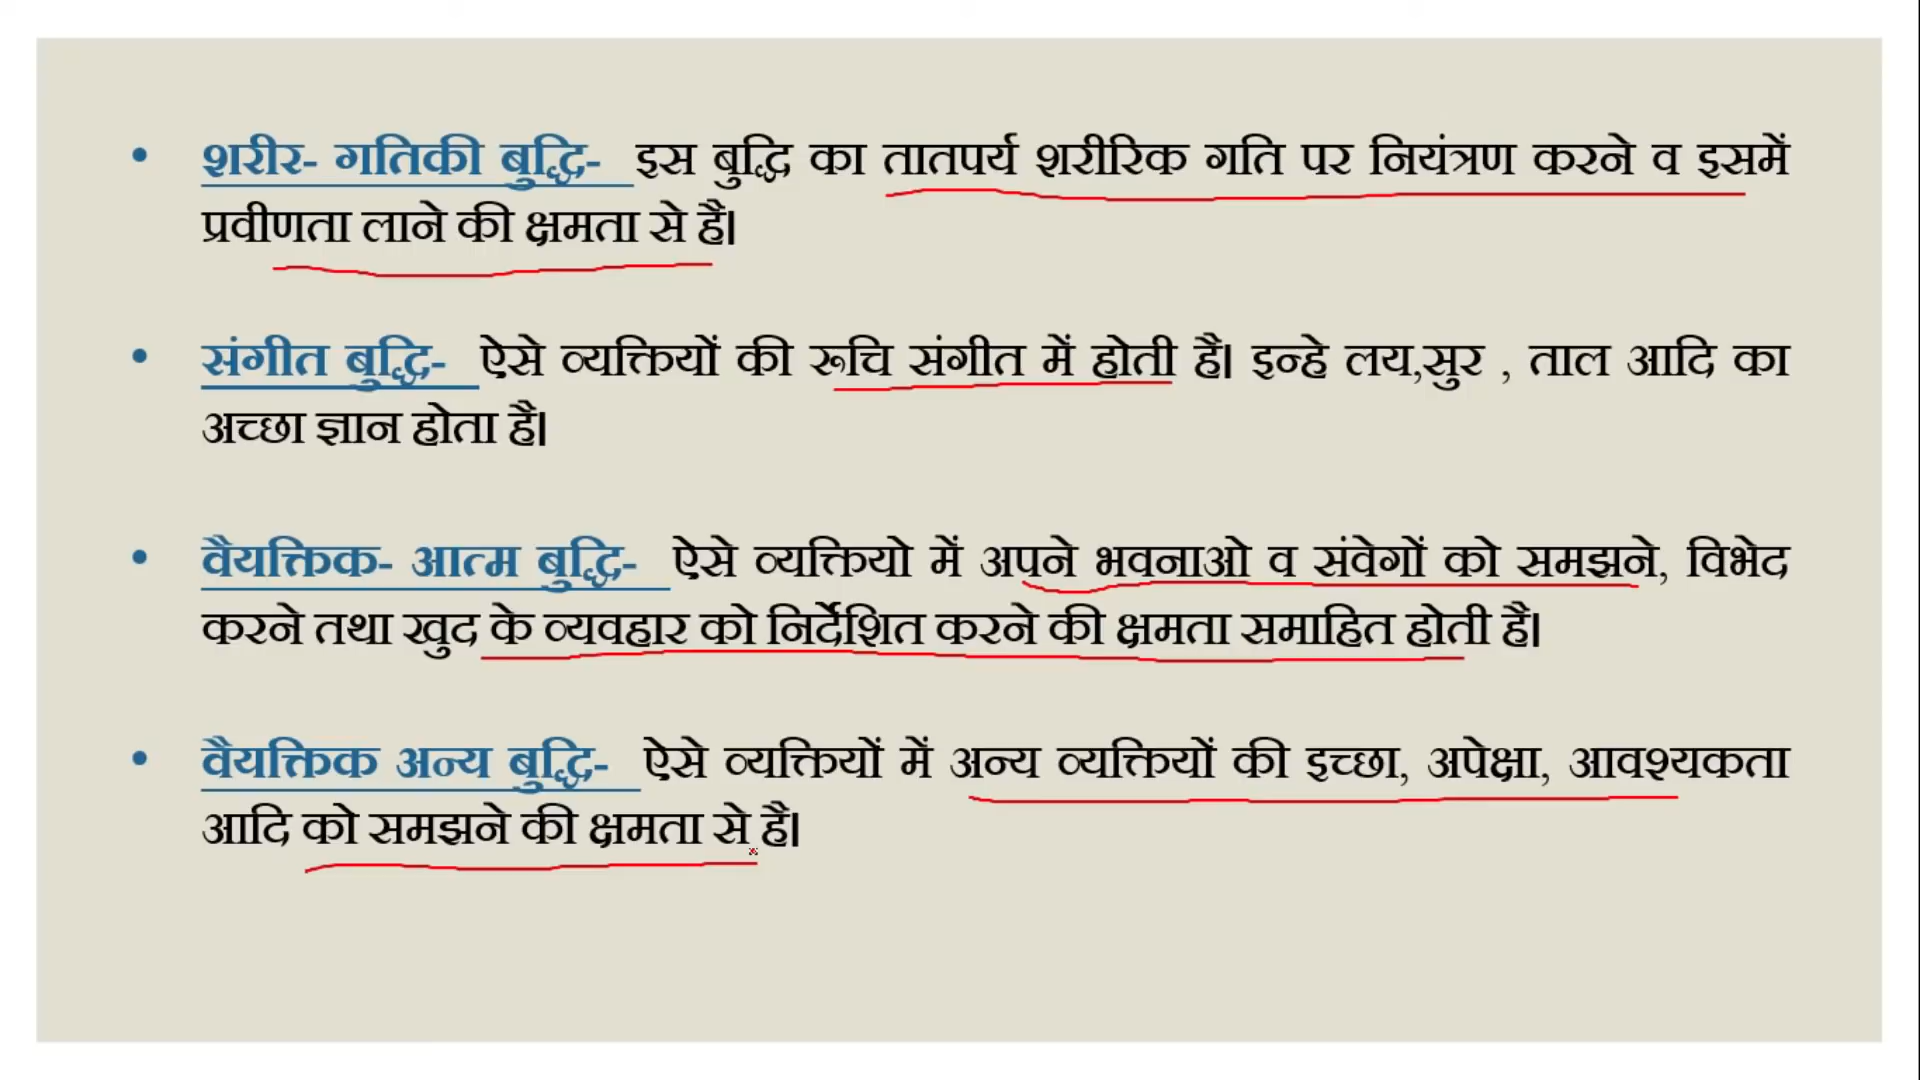 • शरीर- गतिकी बुद्धि- इस बुद्धि का तातपर्य शरीरिक गति पर नियंत्रण करने व इसमें
प्रवीणता लाने की क्षमता से है।
• संगीत बुद्धि- ऐसे व्यक्तियों की रूचि संगीत में होती है। इन्हे लय,सुर , ताल आदि का
अच्छा ज्ञान होता है।
• वैयक्तिक- आत्म बुद्धि- ऐसे व्यक्तियो में अपने भवनाओ व संवेगों को समझने, विभेद
करने तथा खुद के व्यवहार को निर्देशित करने की क्षमता समाहित होती है।
• वैयक्तिक अन्य बुद्धि- ऐसे व्यक्तियों में अन्य व्यक्तियों की इच्छा, अपेक्षा, आवश्यकता
आदि को समझने की क्षमता से है।